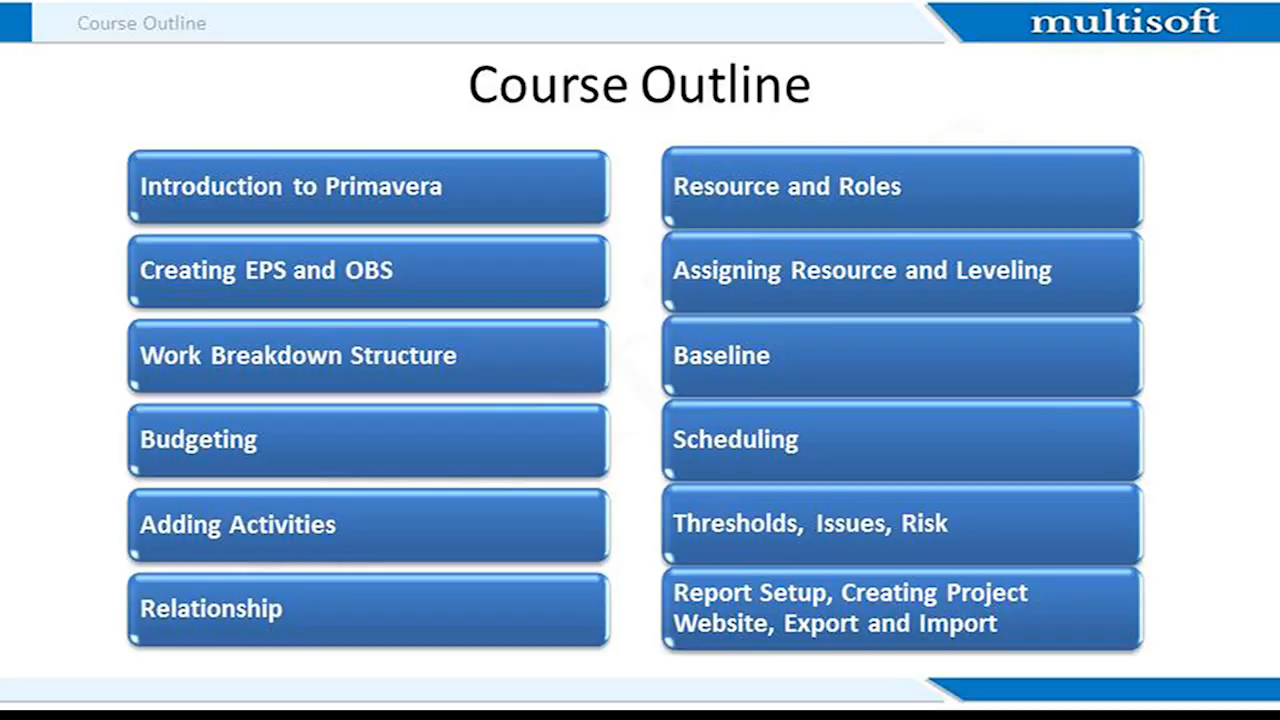 Course Outline
multisoft
Course Outline
Introduction to Primavera
Creating EPS and OBS
Work Breakdown Structure
Budgeting
Adding Activities
Relationship
Resource and Roles
Assigning Resource and Leveling
Baseline
Scheduling
Thresholds, Issues, Risk
Report Setup, Creating Project
Website, Export and Import